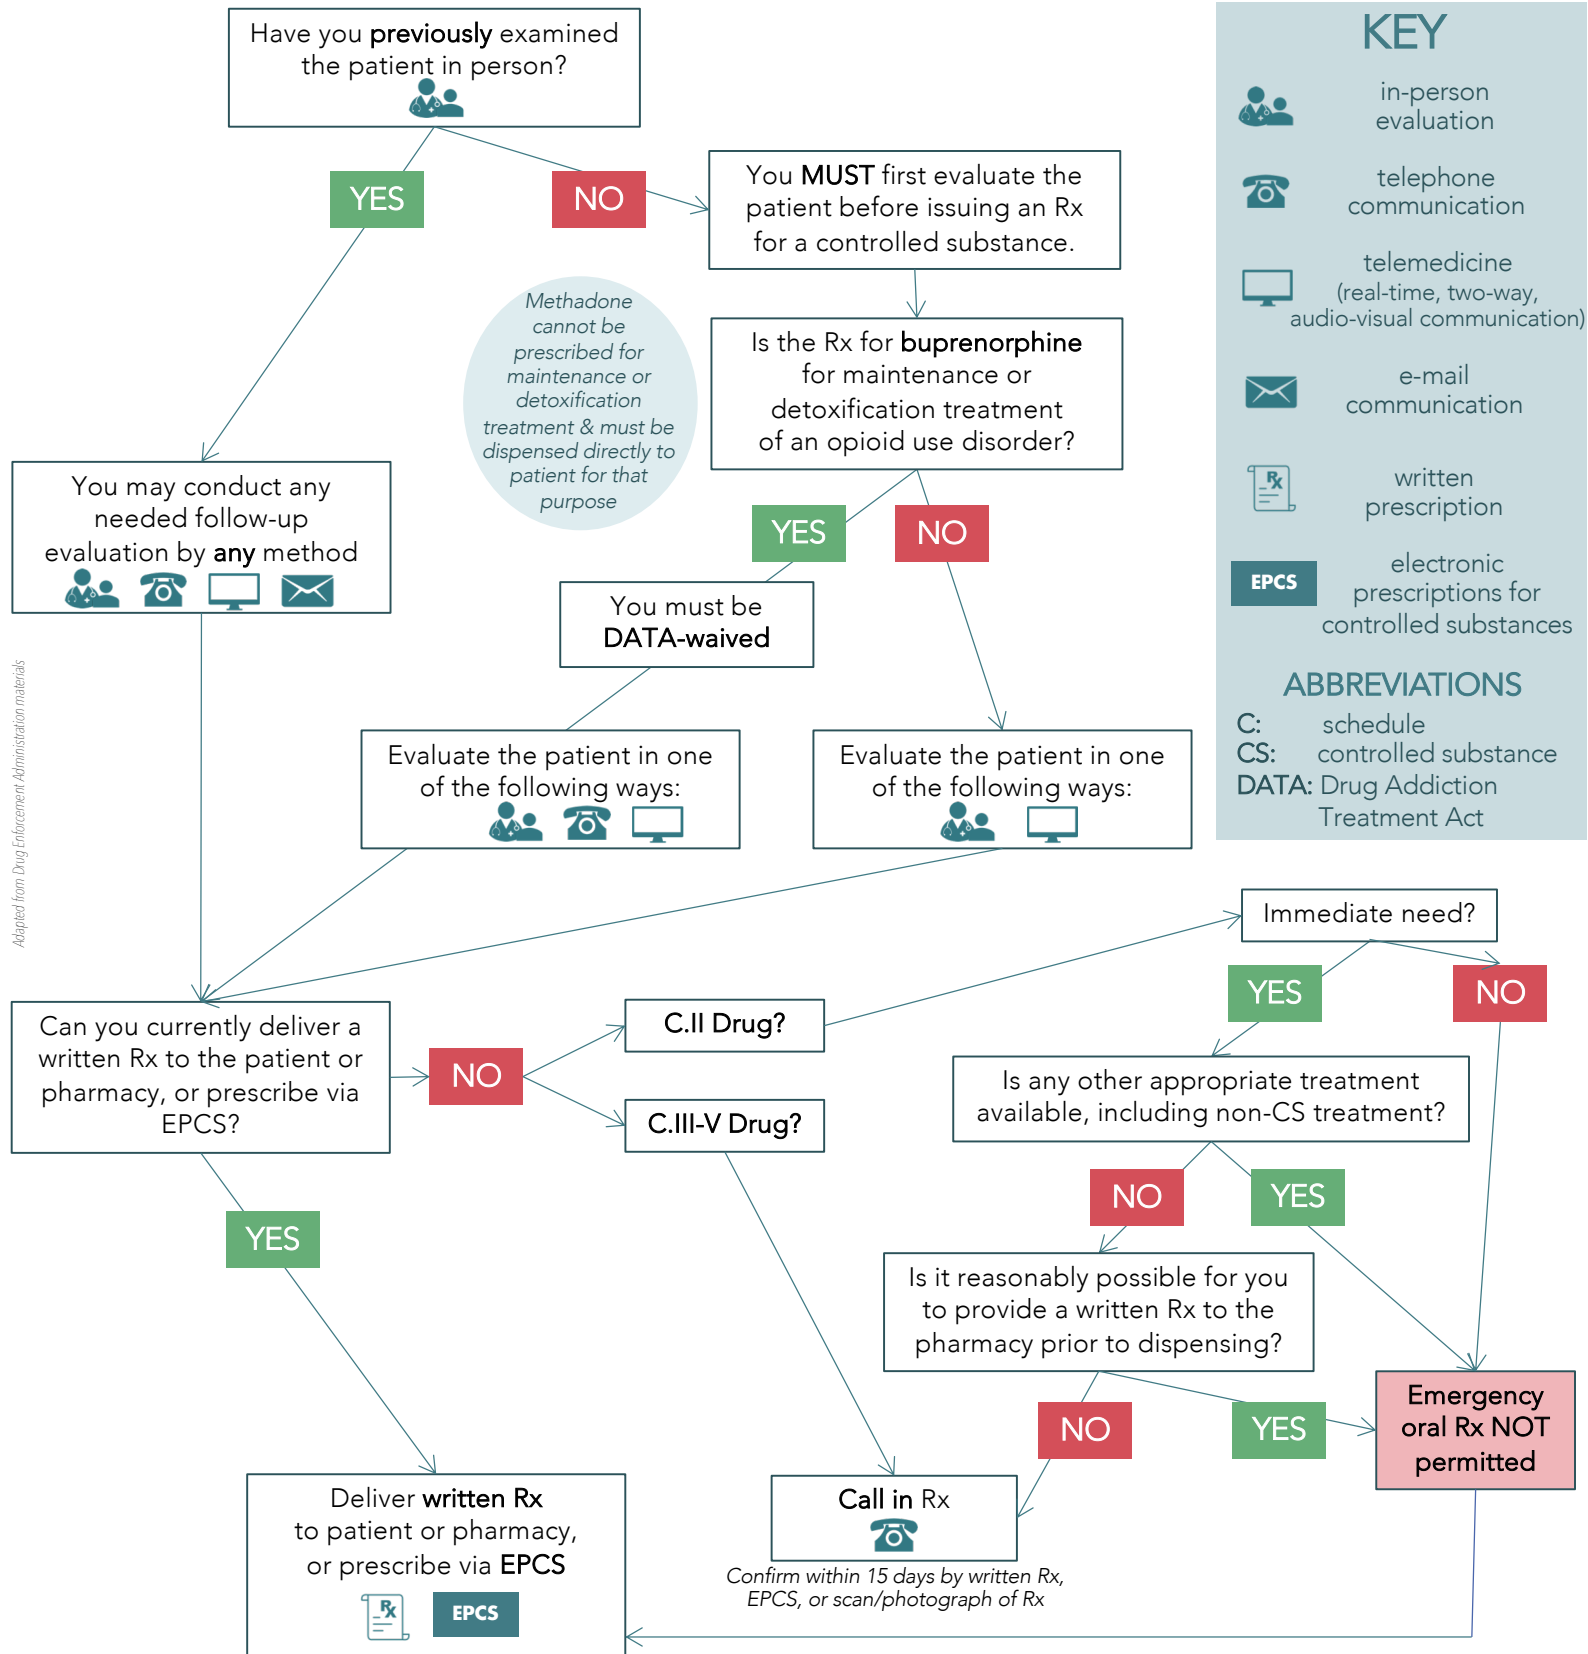 Have you previously examined
the patient in person?
YES
NO
You MUST first evaluate the
patient before issuing an Rx
for a controlled substance.
Methadone
cannot be
prescribed for
maintenance or
detoxification
treatment & must be
dispensed directly to
patient for that
purpose
Is the Rx for buprenorphine
for maintenance or
detoxification treatment
of an opioid use disorder?
You may conduct any
needed follow-up
evaluation by any method
YES
NO
You must be
DATA-waived
Evaluate the patient in one
of the following ways:
Evaluate the patient in one
of the following ways:
Adapted from Drug Enforcement Administration materials
KEY
in-person
evaluation
telephone
communication
telemedicine
(real-time, two-way,
audio-visual communication)
e-mail
communication
Rx
written
prescription
EPCS
electronic
prescriptions for
controlled substances
ABBREVIATIONS
C: schedule
CS: controlled substance
DATA: Drug Addiction
Treatment Act
Can you currently deliver a
written Rx to the patient or
pharmacy, or prescribe via
EPCS?
NO
C.II Drug?
C.III-V Drug?
Immediate need?
YES
NO
Is any other appropriate treatment
available, including non-CS treatment?
NO
YES
Is it reasonably possible for you
to provide a written Rx to the
pharmacy prior to dispensing?
NO
YES
Emergency
oral Rx NOT
permitted
YES
Deliver written Rx
to patient or pharmacy,
or prescribe via EPCS
Rx
EPCS
Call in Rx
Confirm within 15 days by written Rx,
EPCS, or scan/photograph of Rx